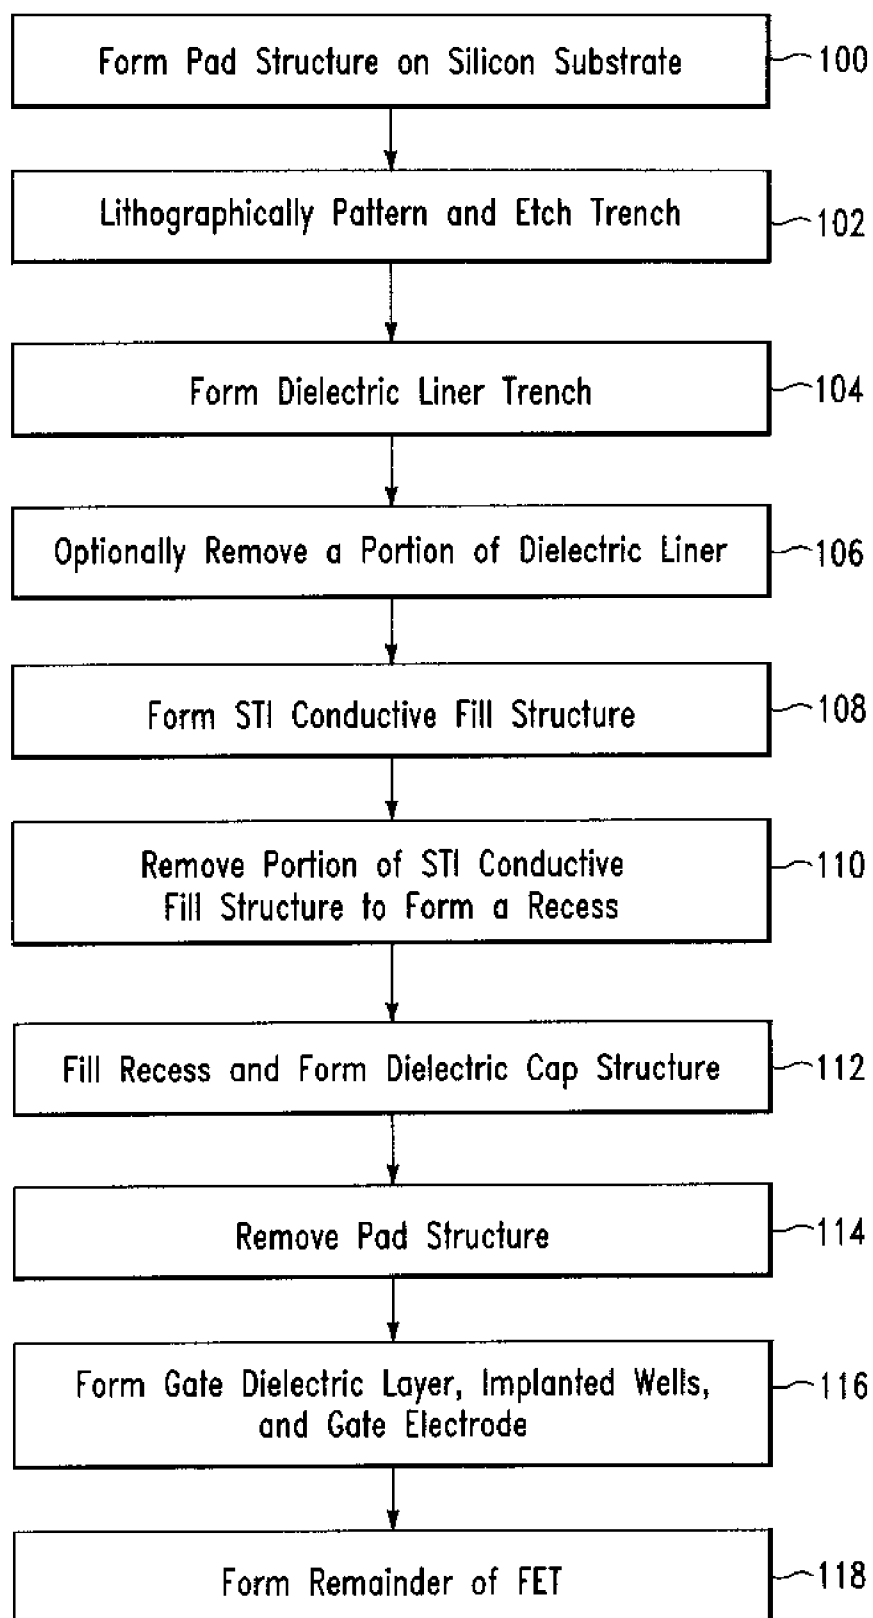 Form Pad Structure on Silicon Substrate
100
Lithographically Pattern and Etch Trench
102
Form Dielectric Liner Trench
104
Optionally Remove a Portion of Dielectric Liner
106
Form STI Conductive Fill Structure
108
Remove Portion of STI Conductive
Fill Structure to Form a Recess
110
Fill Recess and Form Dielectric Cap Structure
112
Remove Pad Structure
114
Form Gate Dielectric Layer, Implanted Wells,
and Gate Electrode
116
Form Remainder of FET
118